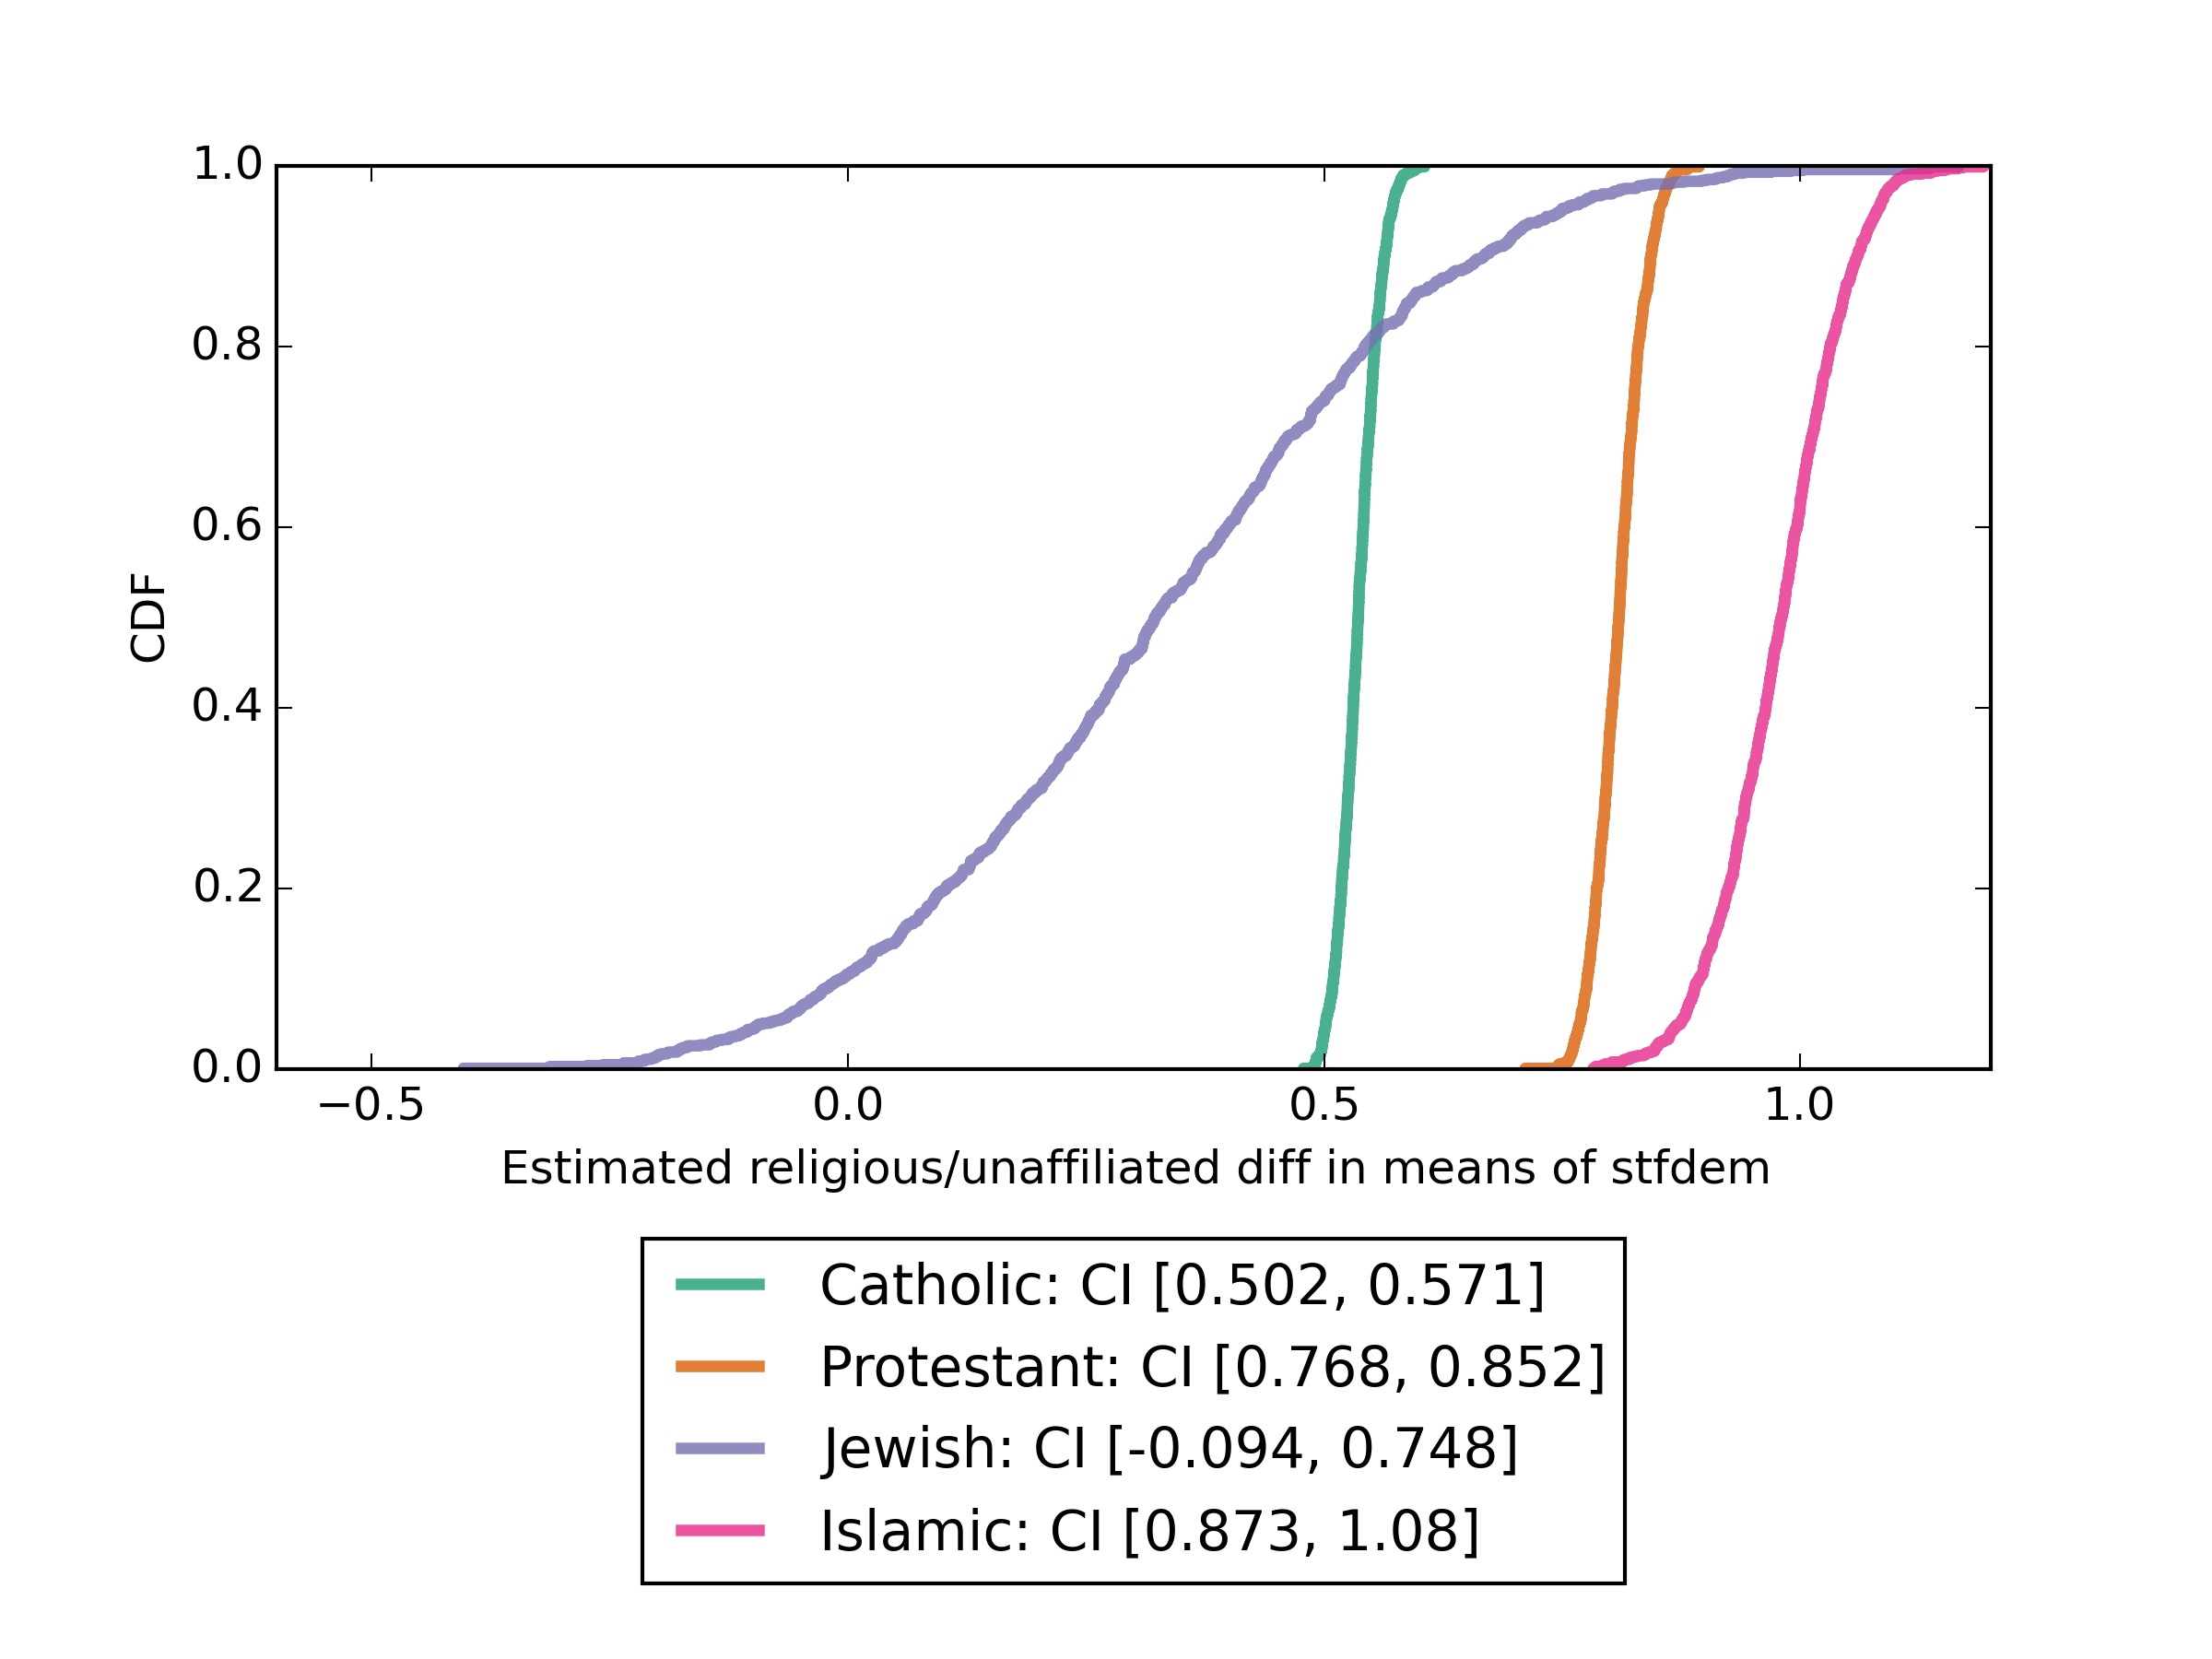 1.0
0.8
0.6
0.4
0.2
0.0
CDF
−0.5 0.0 0.5 1.0
Estimated religious/unaffiliated diff in means of stfdem
Catholic: CI [0.502, 0.571]
Protestant: CI [0.768, 0.852]
Jewish: CI [-0.094, 0.748]
Islamic: CI [0.873, 1.08]